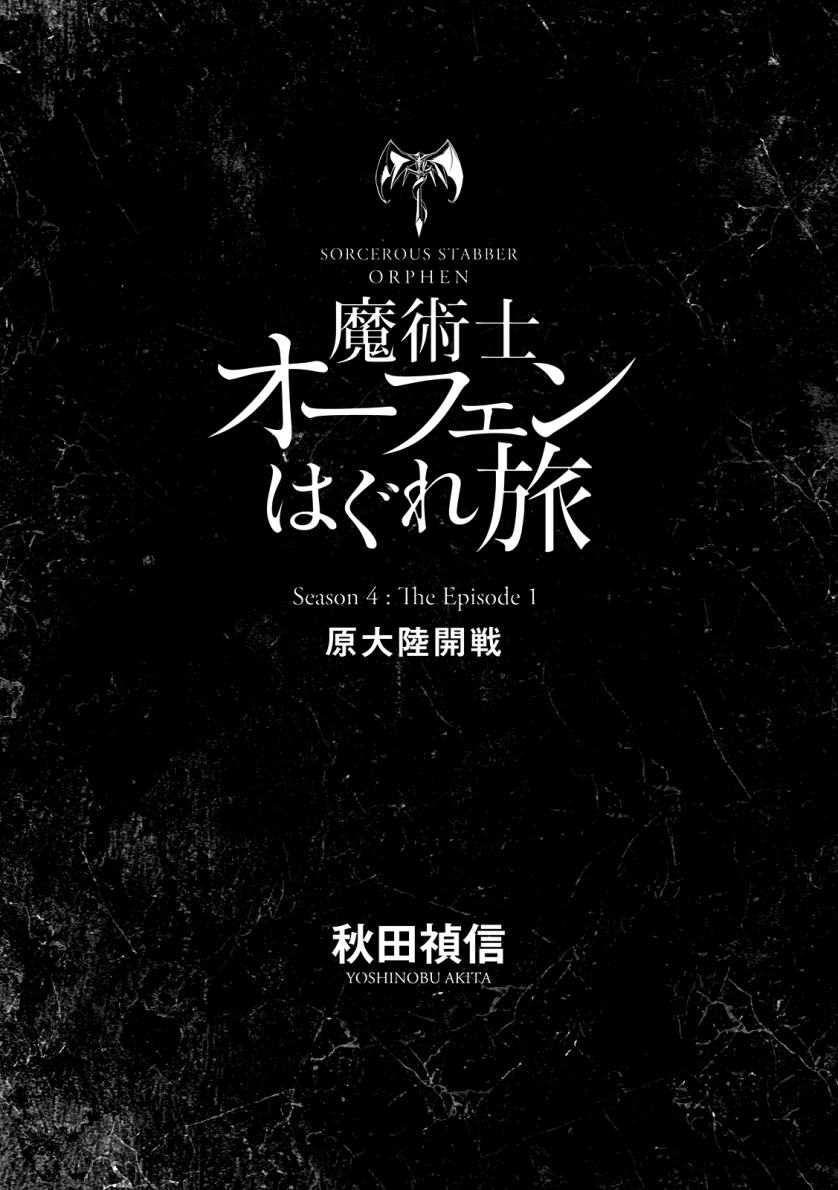 SORCEROUS STABBER
ORPHEN
魔術士
オーフェン
はぐれ旅
Season 4 : The Episode 1
原大陸開戦
秋田禎信
YOSHINOBU AKITA